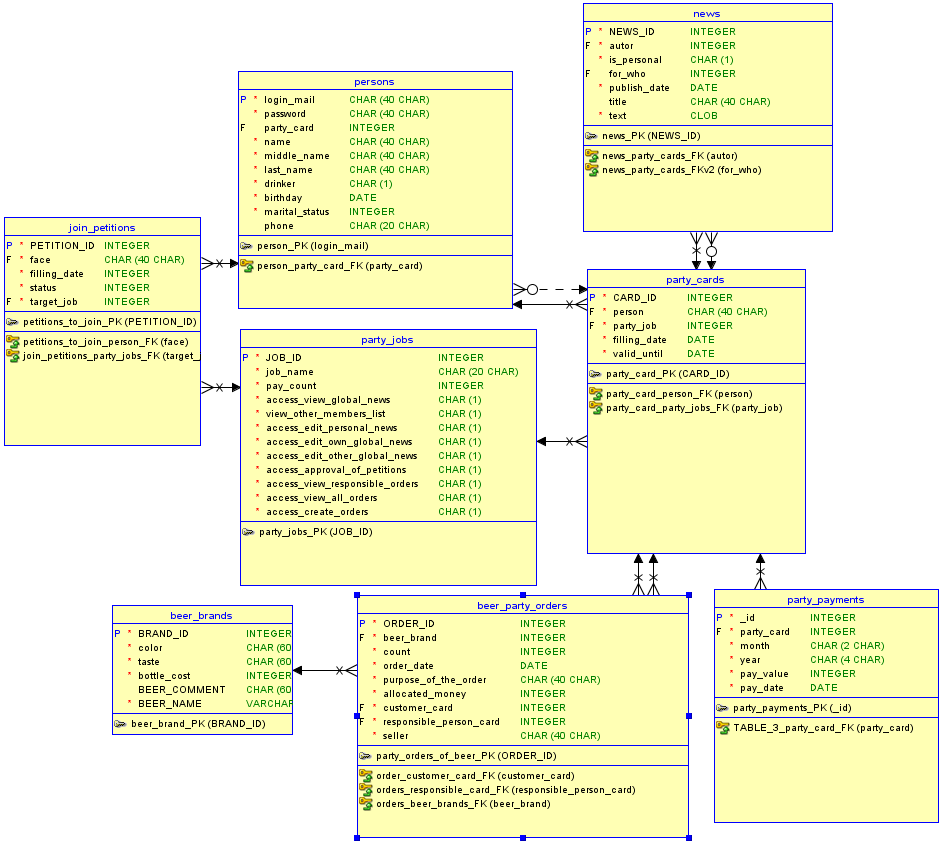 news
P * NEWS_ID INTEGER
F * autor INTEGER
* is_personal CHAR (1)
F for_who INTEGER
* publish_date DATE
title CHAR (40 CHAR)
* text CLOB
news_PK (NEWS_ID)
news_party_cards_FK (autor)
news_party_cards_FKv2 (for_who)
persons
P * login_mail CHAR (40 CHAR)
* password CHAR (40 CHAR)
F party_card INTEGER
* name CHAR (40 CHAR)
* middle_name CHAR (40 CHAR)
* last_name CHAR (40 CHAR)
* drinker CHAR (1)
* birthday DATE
* marital_status INTEGER
phone CHAR (20 CHAR)
person_PK (login_mail)
person_party_card_FK (party_card)
join_petitions
P * PETITION_ID INTEGER
F * face CHAR (40 CHAR)
* filling_date INTEGER
* status INTEGER
F * target_job INTEGER
petitions_to_join_PK (PETITION_ID)
petitions_to_join_person_FK (face)
join_petitions_party_jobs_FK (target_
party_cards
P * CARD_ID INTEGER
F * person CHAR (40 CHAR)
F * party_job INTEGER
* filling_date DATE
* valid_until DATE
party_card_PK (CARD_ID)
party_card_person_FK (person)
party_card_party_jobs_FK (party_job)
party_jobs
P * JOB_ID INTEGER
* job_name CHAR (20 CHAR)
* pay_count INTEGER
* access_view_global_news CHAR (1)
* view_other_members_list CHAR (1)
* access_edit_personal_news CHAR (1)
* access_edit_own_global_news CHAR (1)
* access_edit_other_global_news CHAR (1)
* access_approval_of_petitions CHAR (1)
* access_view_responsible_orders CHAR (1)
* access_view_all_orders CHAR (1)
* access_create_orders CHAR (1)
party_jobs_PK (JOB_ID)
beer_brands
P * BRAND_ID INTEGER
* color CHAR (60
* taste CHAR (60
* bottle_cost INTEGER
BEER_COMMENT CHAR (60
* BEER_NAME VARCHAR
beer_brand_PK (BRAND_ID)
beer_party_orders
P * ORDER_ID INTEGER
F * beer_brand INTEGER
* count INTEGER
* order_date DATE
* purpose_of_the_order CHAR (40 CHAR)
* allocated_money INTEGER
F * customer_card INTEGER
F * responsible_person_card INTEGER
* seller CHAR (40 CHAR)
party_orders_of_beer_PK (ORDER_ID)
order_customer_card_FK (customer_card)
orders_responsible_card_FK (responsible_person_card)
orders_beer_brands_FK (beer_brand)
party_payments
P * _id INTEGER
F * party_card INTEGER
* month CHAR (2 CHAR)
* year CHAR (4 CHAR)
* pay_value INTEGER
* pay_date DATE
party_payments_PK (_id)
TABLE_3_party_card_FK (party_card)